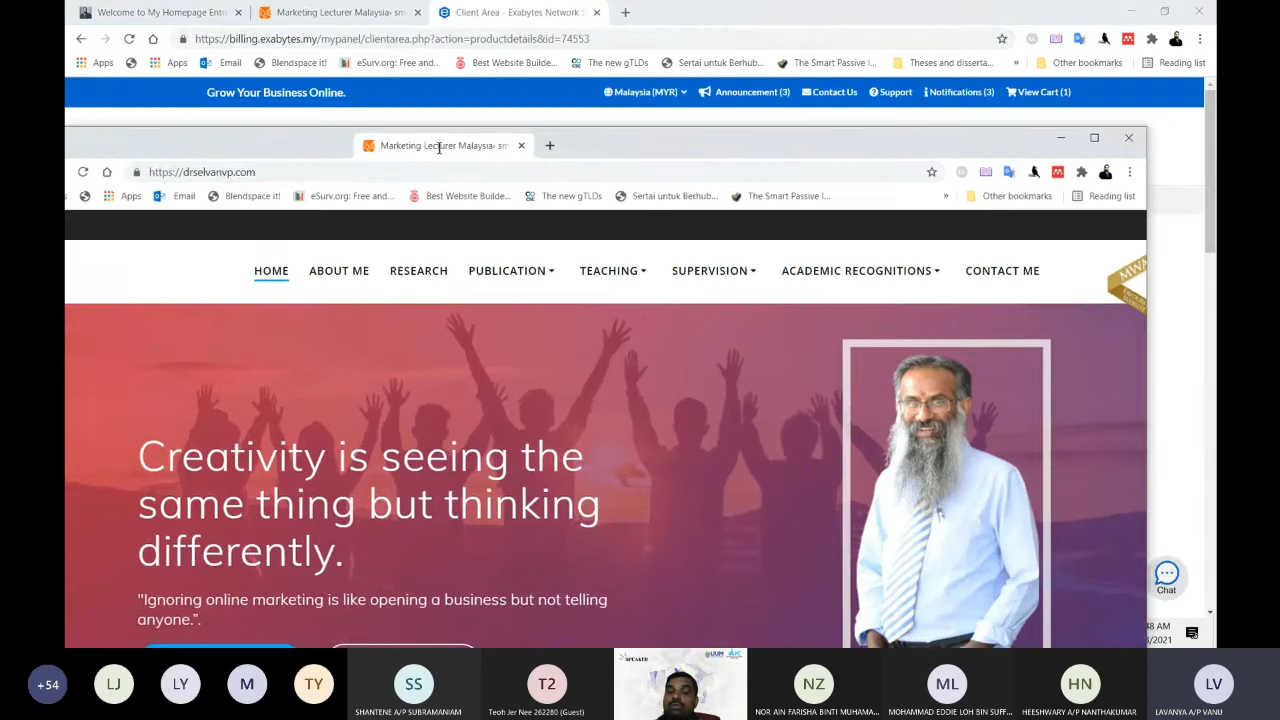 Welcome to My Homepage Entr
Marketing Lecturer Malaysia› sm
Client Area - Exabytes Network S
https://billing.exabytes.my/mypanel/clientarea.php?action=productdetails&id=74553
Apps
Apps
Email
Blendspace it!
eSurv.org: Free and...
Best Website Builde...
The new gTLDs
Sertai untuk Berhub...
The Smart Passive I...
Theses and disserta...
»
Other bookmarks
Reading list
Grow Your Business Online.
Malaysia (MYR)
Announcement (3)
Contact Us
Support
Notifications (3)
View Cart (1)
Marketing Lecturer Malaysia› sm
https://drselvanvp.com
Apps
Email
Blendspace it!
eSurv.org: Free and...
Best Website Builde...
The new gTLDs
Sertai untuk Berhub...
The Smart Passive I...
»
Other bookmarks
Reading list
HOME
ABOUT ME
RESEARCH
PUBLICATION
TEACHING
SUPERVISION
ACADEMIC RECOGNITIONS
CONTACT ME
Creativity is seeing the
same thing but thinking
differently.
"Ignoring online marketing is like opening a business but not telling
anyone.".
Chat
48 AM
/2021
+54
LJ
LY
M
TY
SS
SHANTENE A/P SUBRAMANIAM
T2
Teoh Jer Nee 262280 (Guest)
SPEAKER
UUM
NZ
NOR AIN FARISHA BINTI MUHAMA...
ML
MOHAMMAD EDDIE LOH BIN SUFF...
HN
HEESHWARY A/P NANTHAKUMAR
LV
LAVANYA A/P VANU